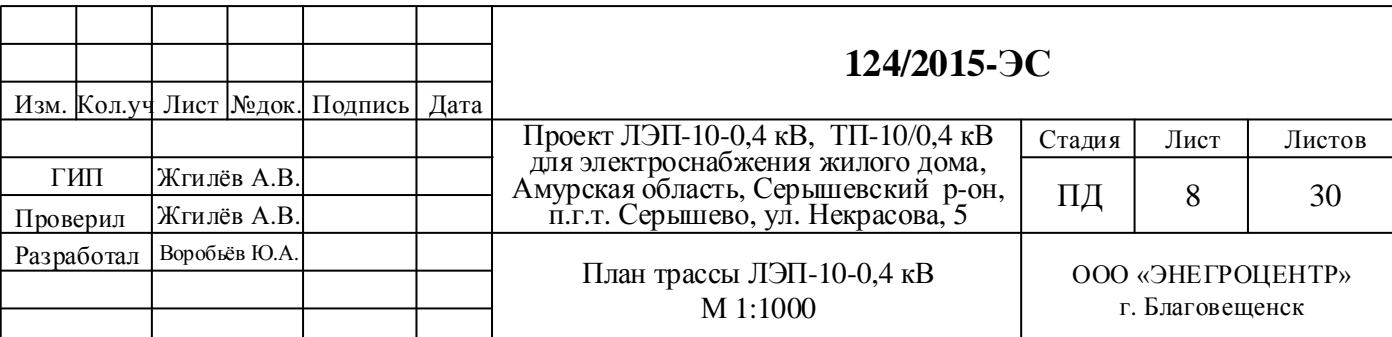 124/2015-ЭС
Изм. Кол.уч Лист №док. Подпись Дата
Проект ЛЭП-10-0,4 кВ, ТП-10/0,4 кВ
для электроснабжения жилого дома,
Амурская область, Серышевский р-он,
п.г.т. Серышево, ул. Некрасова, 5
Стадия Лист Листов
ПД 8 30
ГИП Жгилёв А.В.
Проверил Жгилёв А.В.
Разработал Воробьёв Ю.А.
План трассы ЛЭП-10-0,4 кВ
М 1:1000
ООО «ЭНЕГРОЦЕНТР»
г. Благовещенск